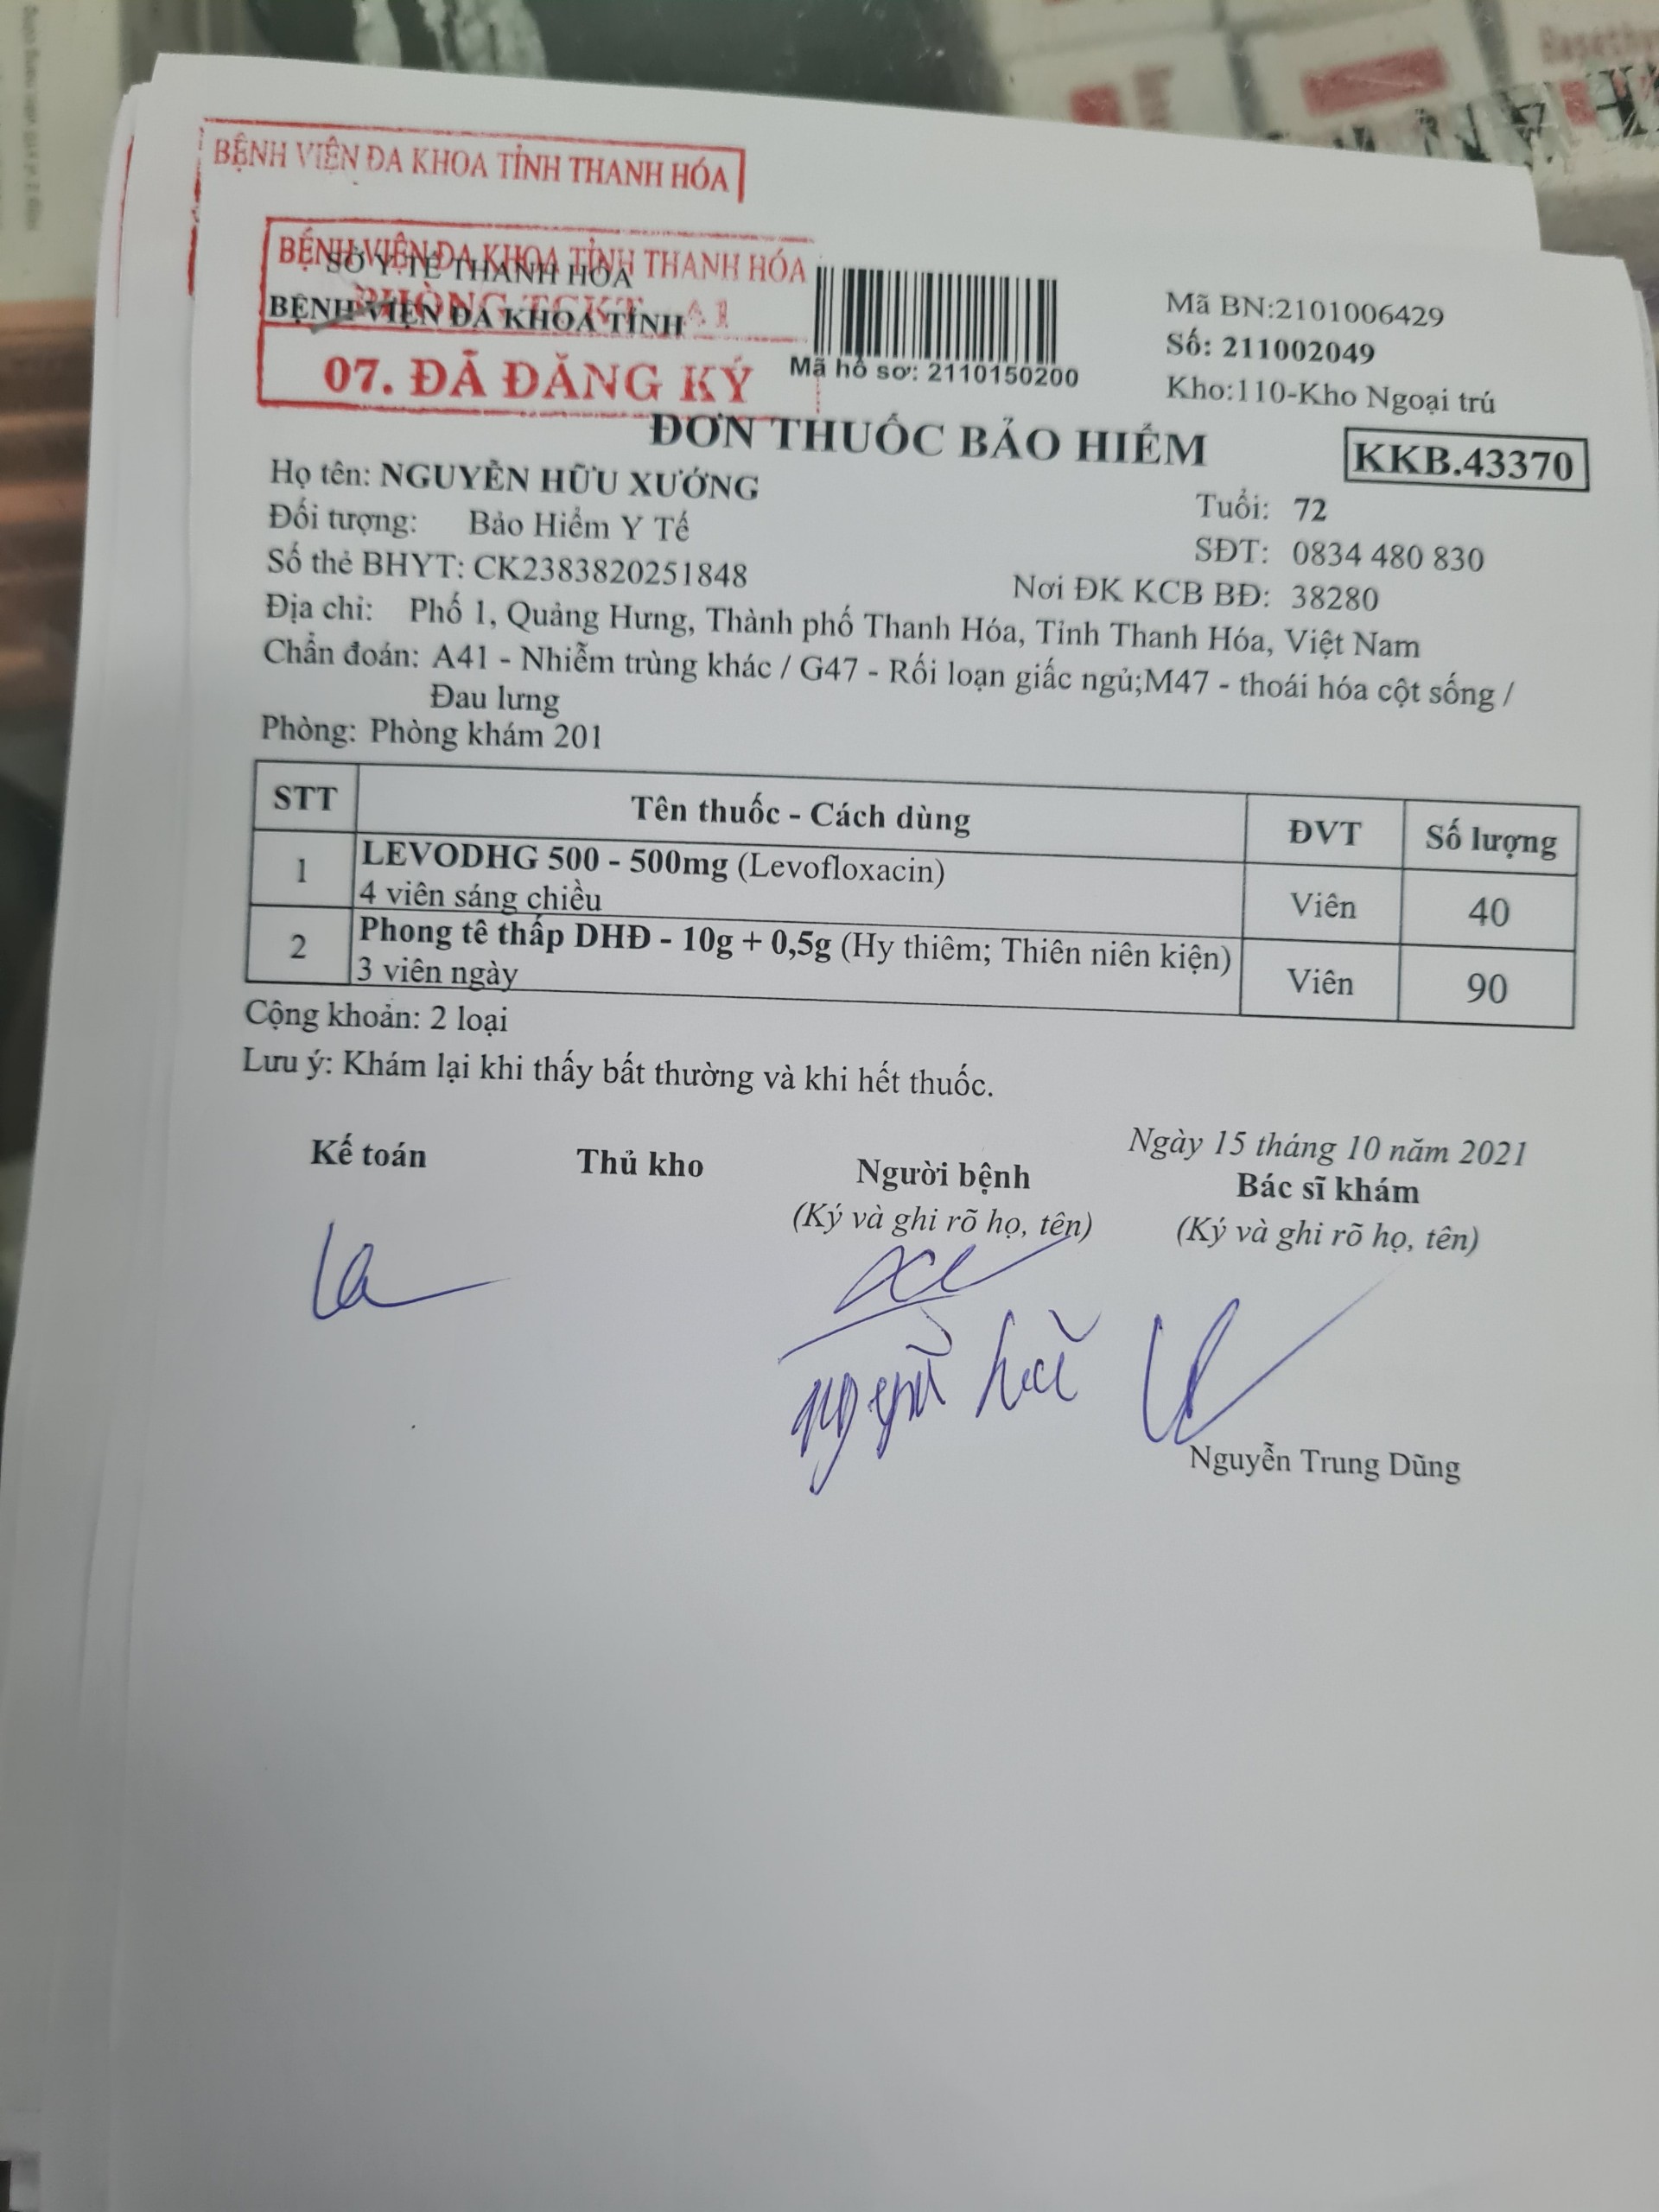 BỆNH VIỆN ĐA KHOA TỈNH THANH HÓA
BỆNH VIỆN ĐA KHOA TỈNH THANH HÓA
SỞ Y TẾ THANH HÓA
PHÒNG TCKT A1
BỆNH VIỆN ĐA KHOA TỈNH
07. ĐÃ ĐĂNG KÝ
Mã hồ sơ: 2110150200
Mã BN:2101006429
Số: 211002049
Kho:110-Kho Ngoại trú
ĐƠN THUỐC BẢO HIỂM
KKB.43370
Họ tên: NGUYỄN HỮU XƯỚNG
Tuổi: 72
Đối tượng: Bảo Hiểm Y Tế
SĐT: 0834 480 830
Số thẻ BHYT: CK2383820251848
Nơi ĐK KCB BĐ: 38280
Địa chỉ: Phố 1, Quảng Hưng, Thành phố Thanh Hóa, Tỉnh Thanh Hóa, Việt Nam
Chẩn đoán: A41 - Nhiễm trùng khác / G47 - Rối loạn giấc ngủ;M47 - thoái hóa cột sống /
Đau lưng
Phòng: Phòng khám 201
STT Tên thuốc - Cách dùng ĐVT Số lượng
1 LEVODHG 500 - 500mg (Levofloxacin) Viên 40
4 viên sáng chiều
2 Phong tê thấp DHĐ - 10g + 0,5g (Hy thiêm; Thiên niên kiện) Viên 90
3 viên ngày
Cộng khoản: 2 loại
Lưu ý: Khám lại khi thấy bất thường và khi hết thuốc.
Ngày 15 tháng 10 năm 2021
Kế toán Thủ kho Người bệnh Bác sĩ khám
(Ký và ghi rõ họ, tên) (Ký và ghi rõ họ, tên)
Nguyễn Trung Dũng